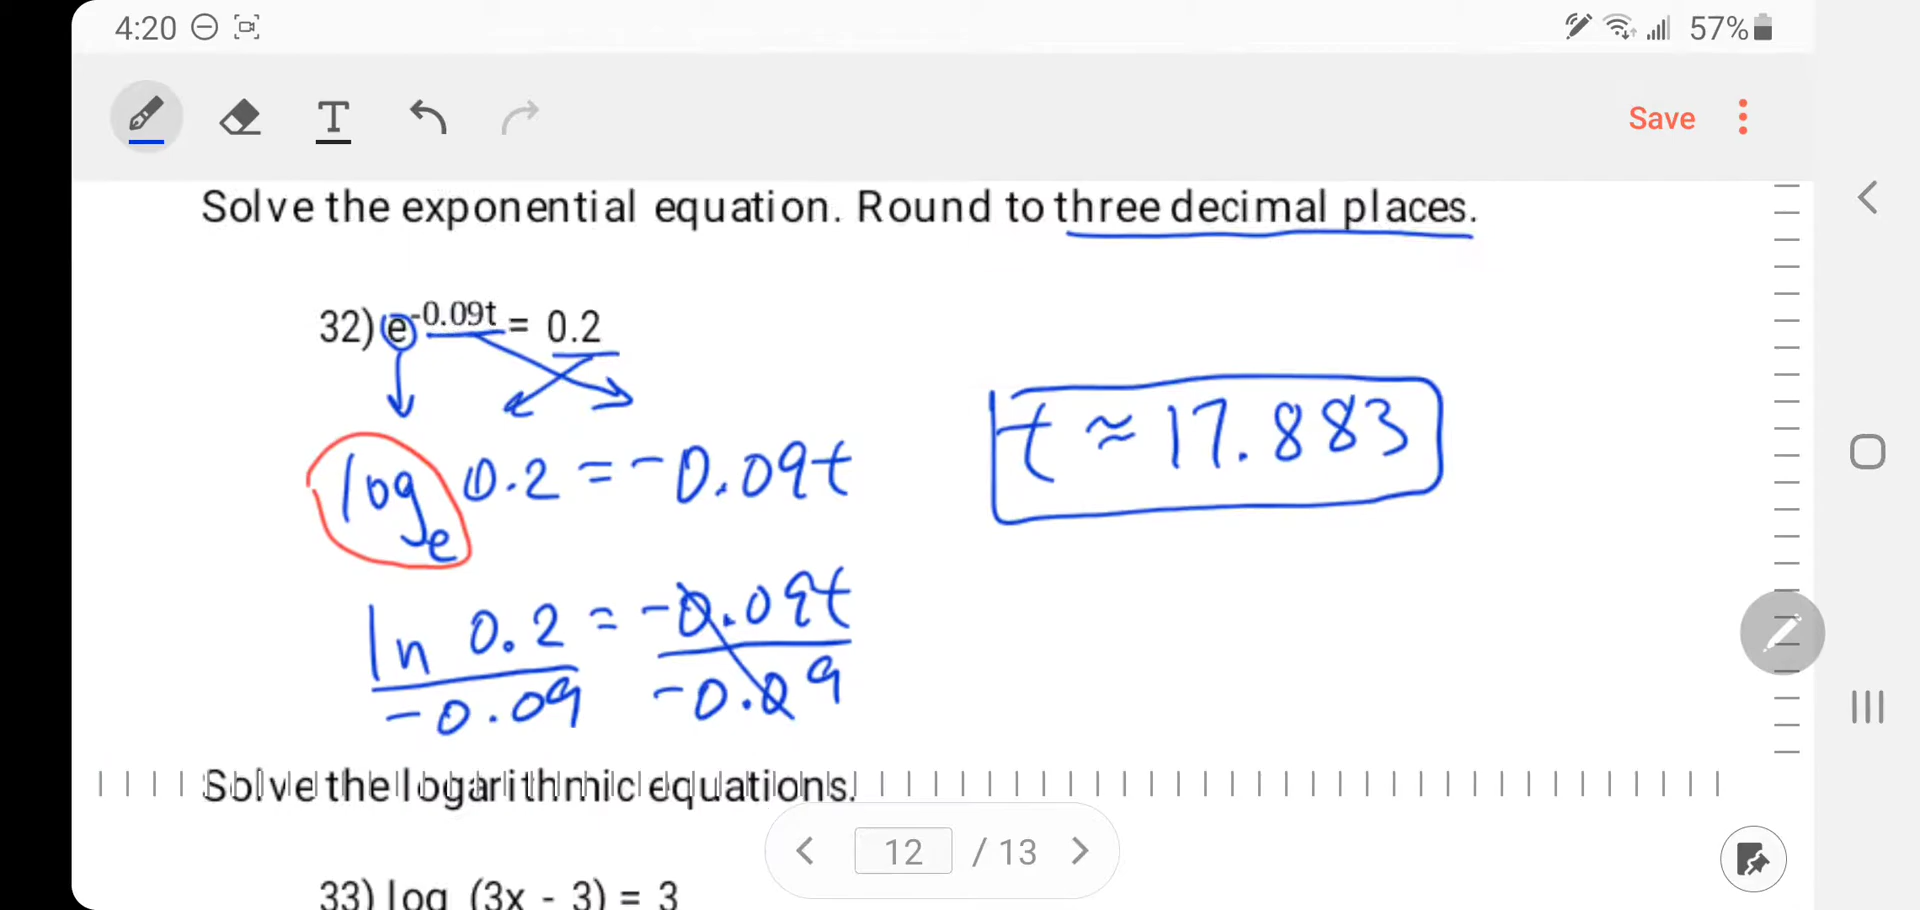 4:20 57%
T Save
Solve the exponential equation. Round to three decimal places.
32) e^-0.09t = 0.2
log_e 0.2 = -0.09t
t ≈ 17.883
ln 0.2 = -0.09t
-0.09 -0.09
Solve the logarithmic equations.
12 / 13
33) log (3x - 3) = 3